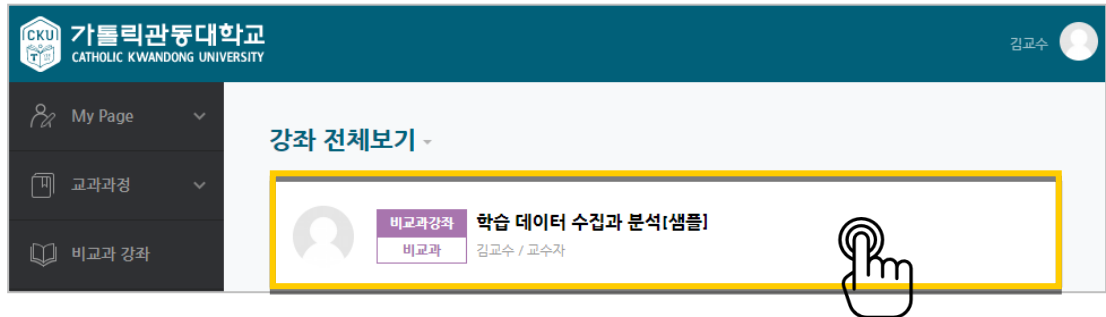 CKU
가톨릭관동대학교
CATHOLIC KWANDONG UNIVERSITY
김교수
My Page
교과과정
비교과 강좌
강좌 전체보기
비교과강좌 학습 데이터 수집과 분석[샘플]
비교과 김교수 / 교수자